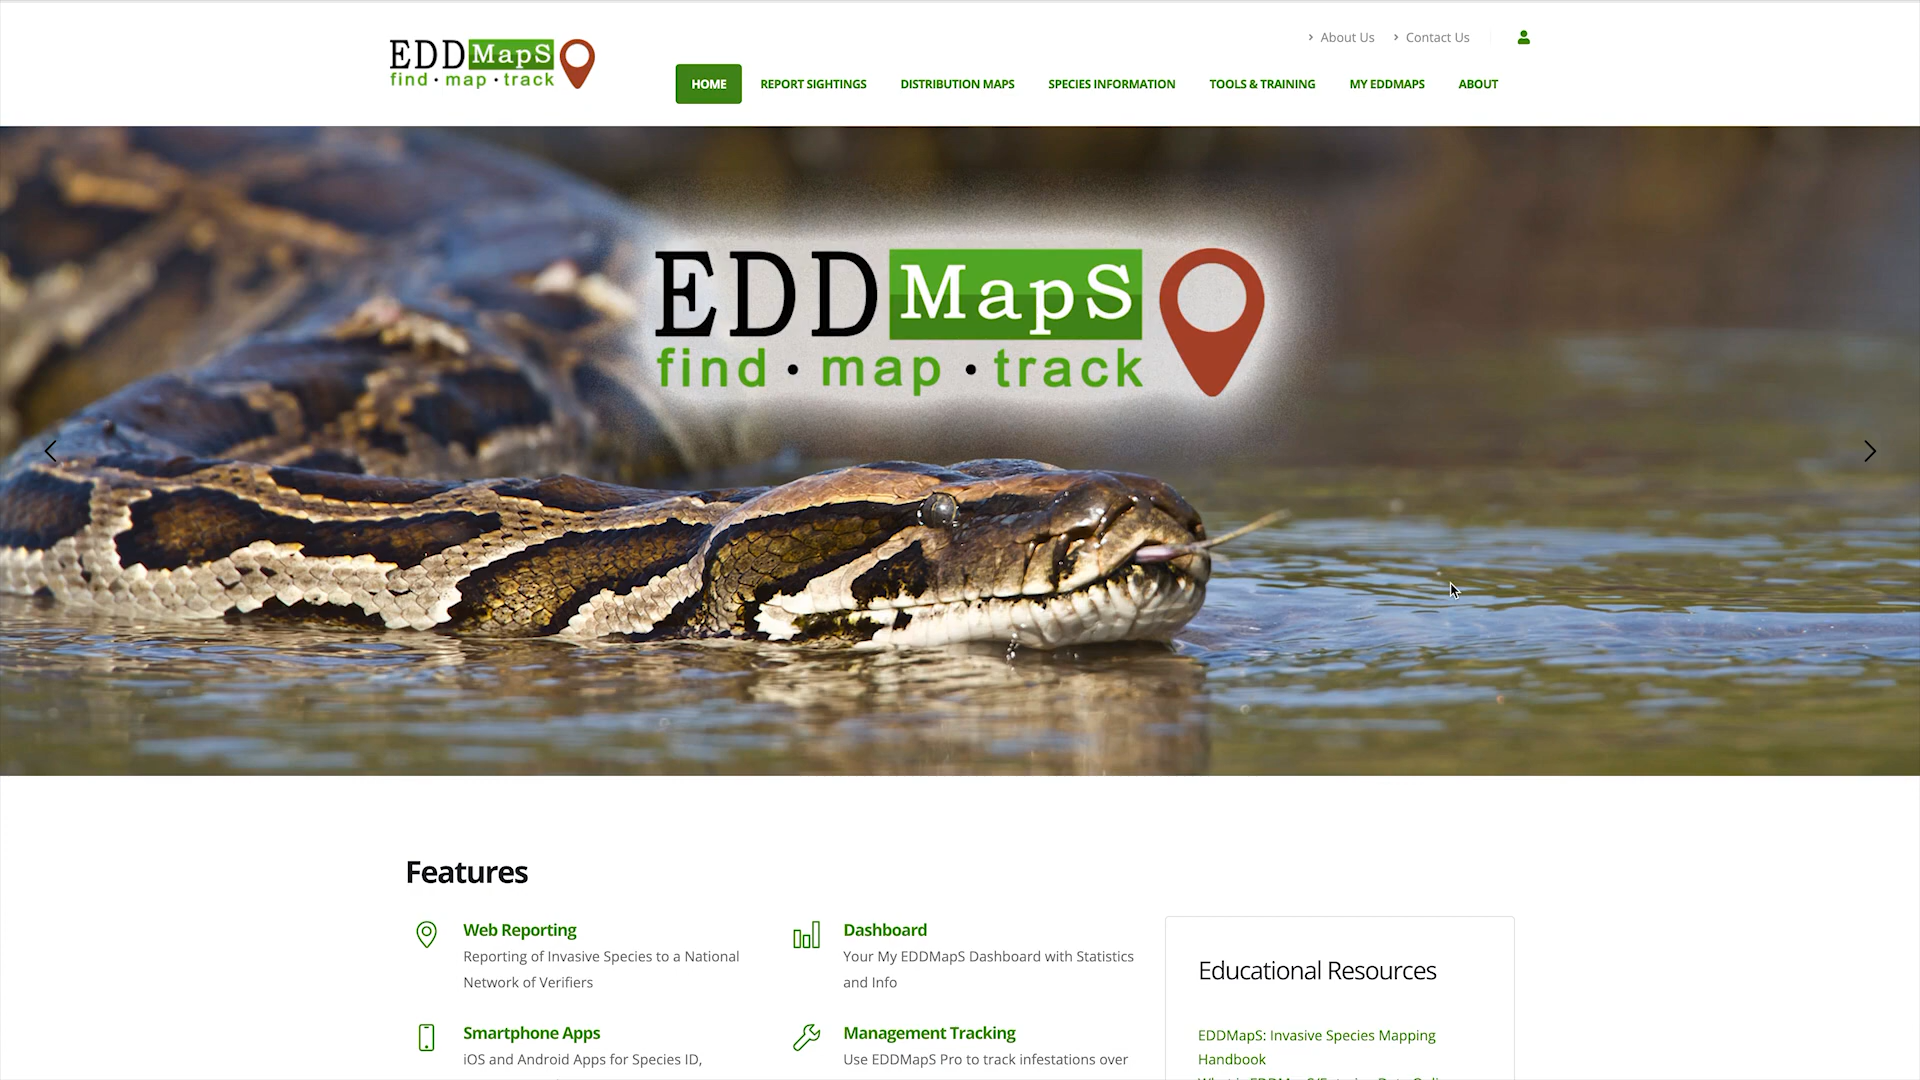 EDDMapS
find · map · track
About Us
Contact Us
HOME
REPORT SIGHTINGS
DISTRIBUTION MAPS
SPECIES INFORMATION
TOOLS & TRAINING
MY EDDMAPS
ABOUT
EDDMapS
find · map · track
Features
Web Reporting
Reporting of Invasive Species to a National
Network of Verifiers
Dashboard
Your My EDDMapS Dashboard with Statistics
and Info
Smartphone Apps
iOS and Android Apps for Species ID,
Management Tracking
Use EDDMapS Pro to track infestations over
Educational Resources
EDDMapS: Invasive Species Mapping
Handbook